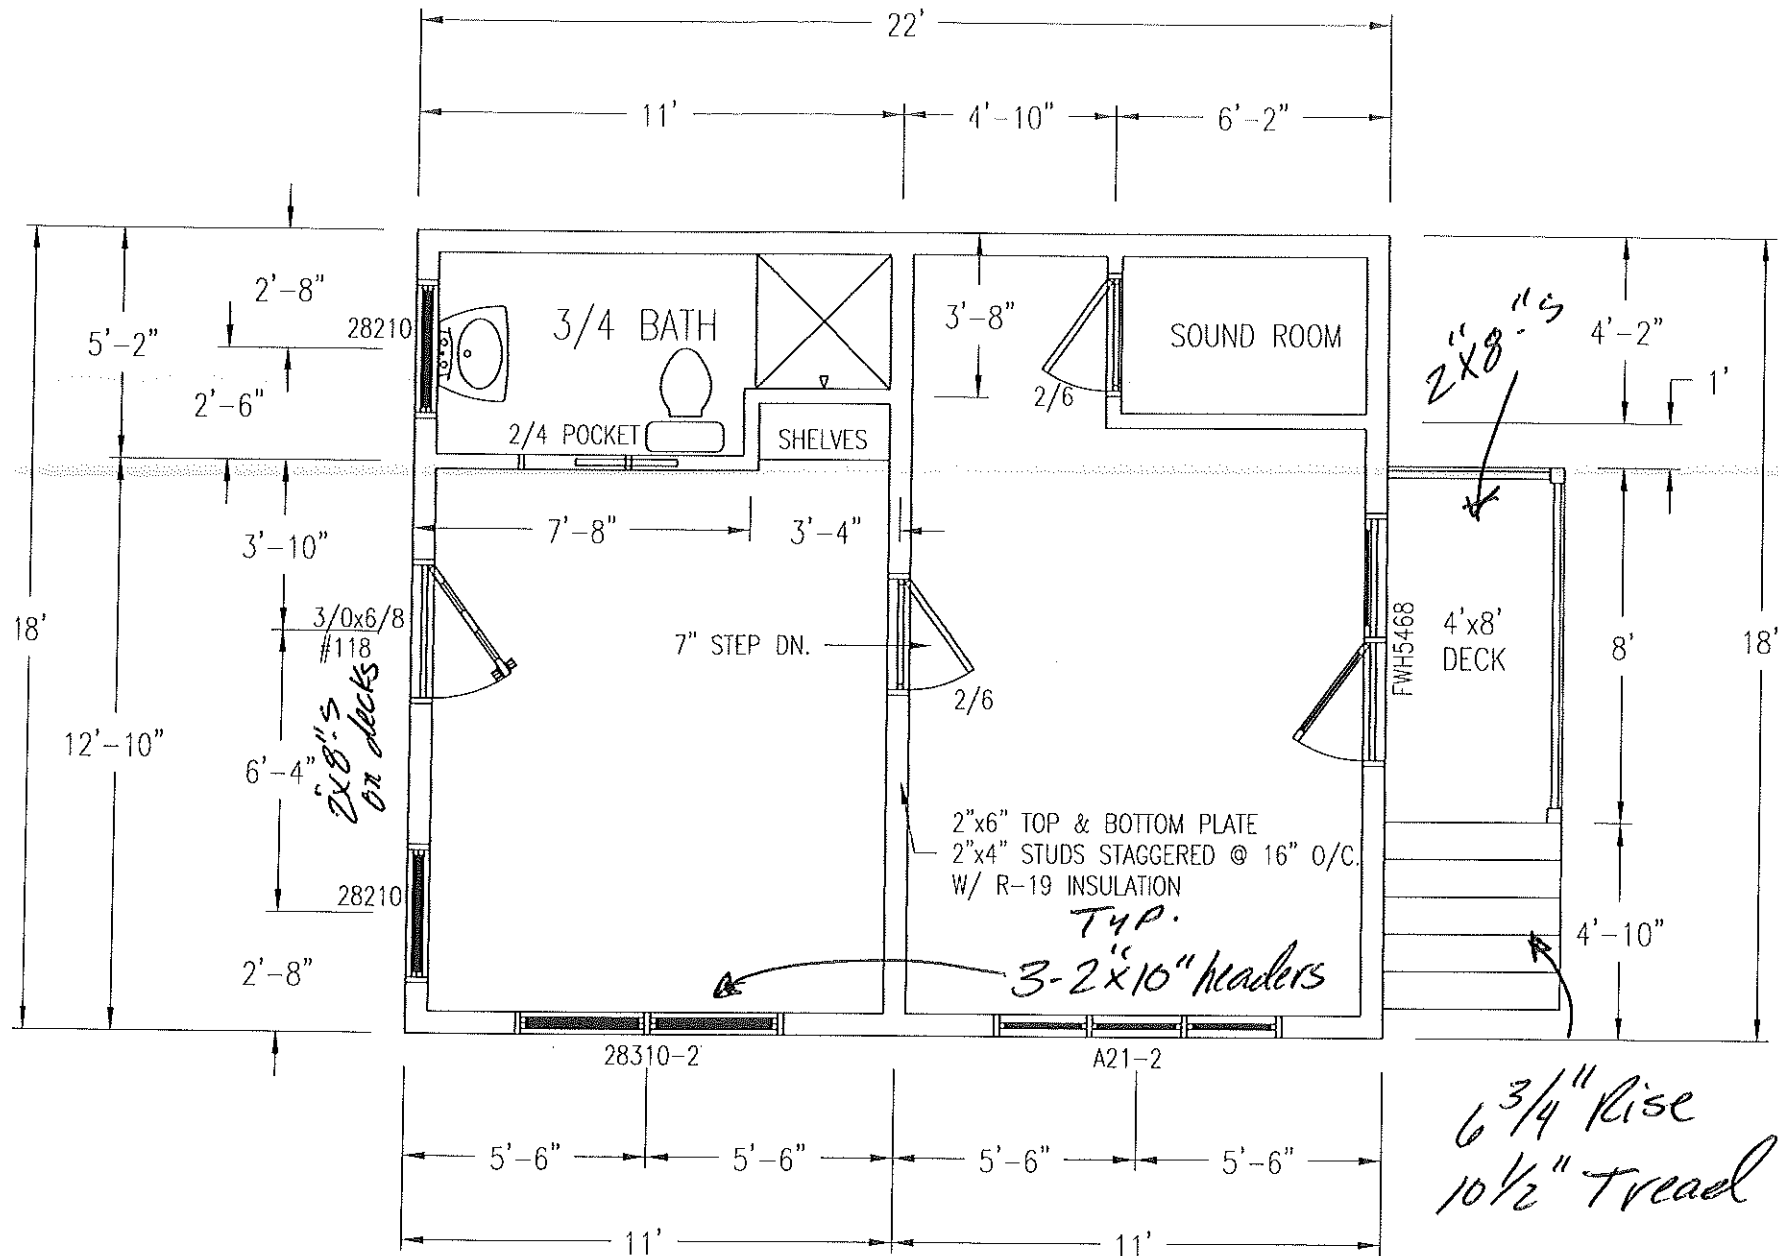 22'
11'
4'-10"
6'-2"
2'-8"
5'-2"
28210
2'-6"
3/4 BATH
3'-8"
SOUND ROOM
2/6
2"x8"'s
4'-2"
1'
2/4 POCKET
SHELVES
7'-8"
3'-4"
3'-10"
18'
3/0x6/8
#118
2"x8"'s
on decks
7" STEP DN.
2/6
FWH5468
4'x8'
DECK
8'
18'
12'-10"
6'-4"
2"x6" TOP & BOTTOM PLATE
2"x4" STUDS STAGGERED @ 16" O/C.
W/ R-19 INSULATION
TYP.
3-2"x10" headers
28210
2'-8"
4'-10"
28310-2
A21-2
6 3/4" Rise
10 1/2" Tread
5'-6"
5'-6"
5'-6"
5'-6"
11'
11'